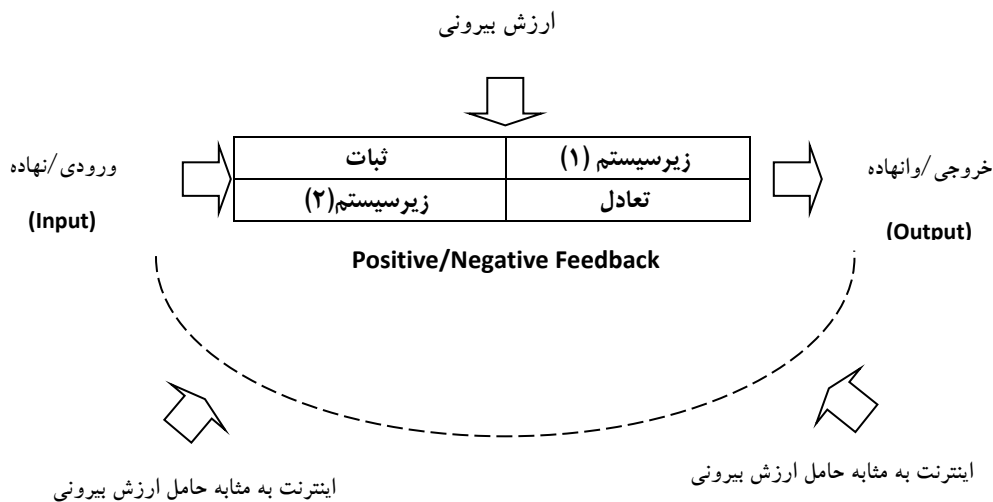 ارزش بیرونی
زیرسیستم (۱)
ثبات
خروجی/وانهاده
ورودی/نهاده
تعادل
زیرسیستم(۲)
(Output)
(Input)
Positive/Negative Feedback
اینترنت به مثابه حامل ارزش بیرونی
اینترنت به مثابه حامل ارزش بیرونی